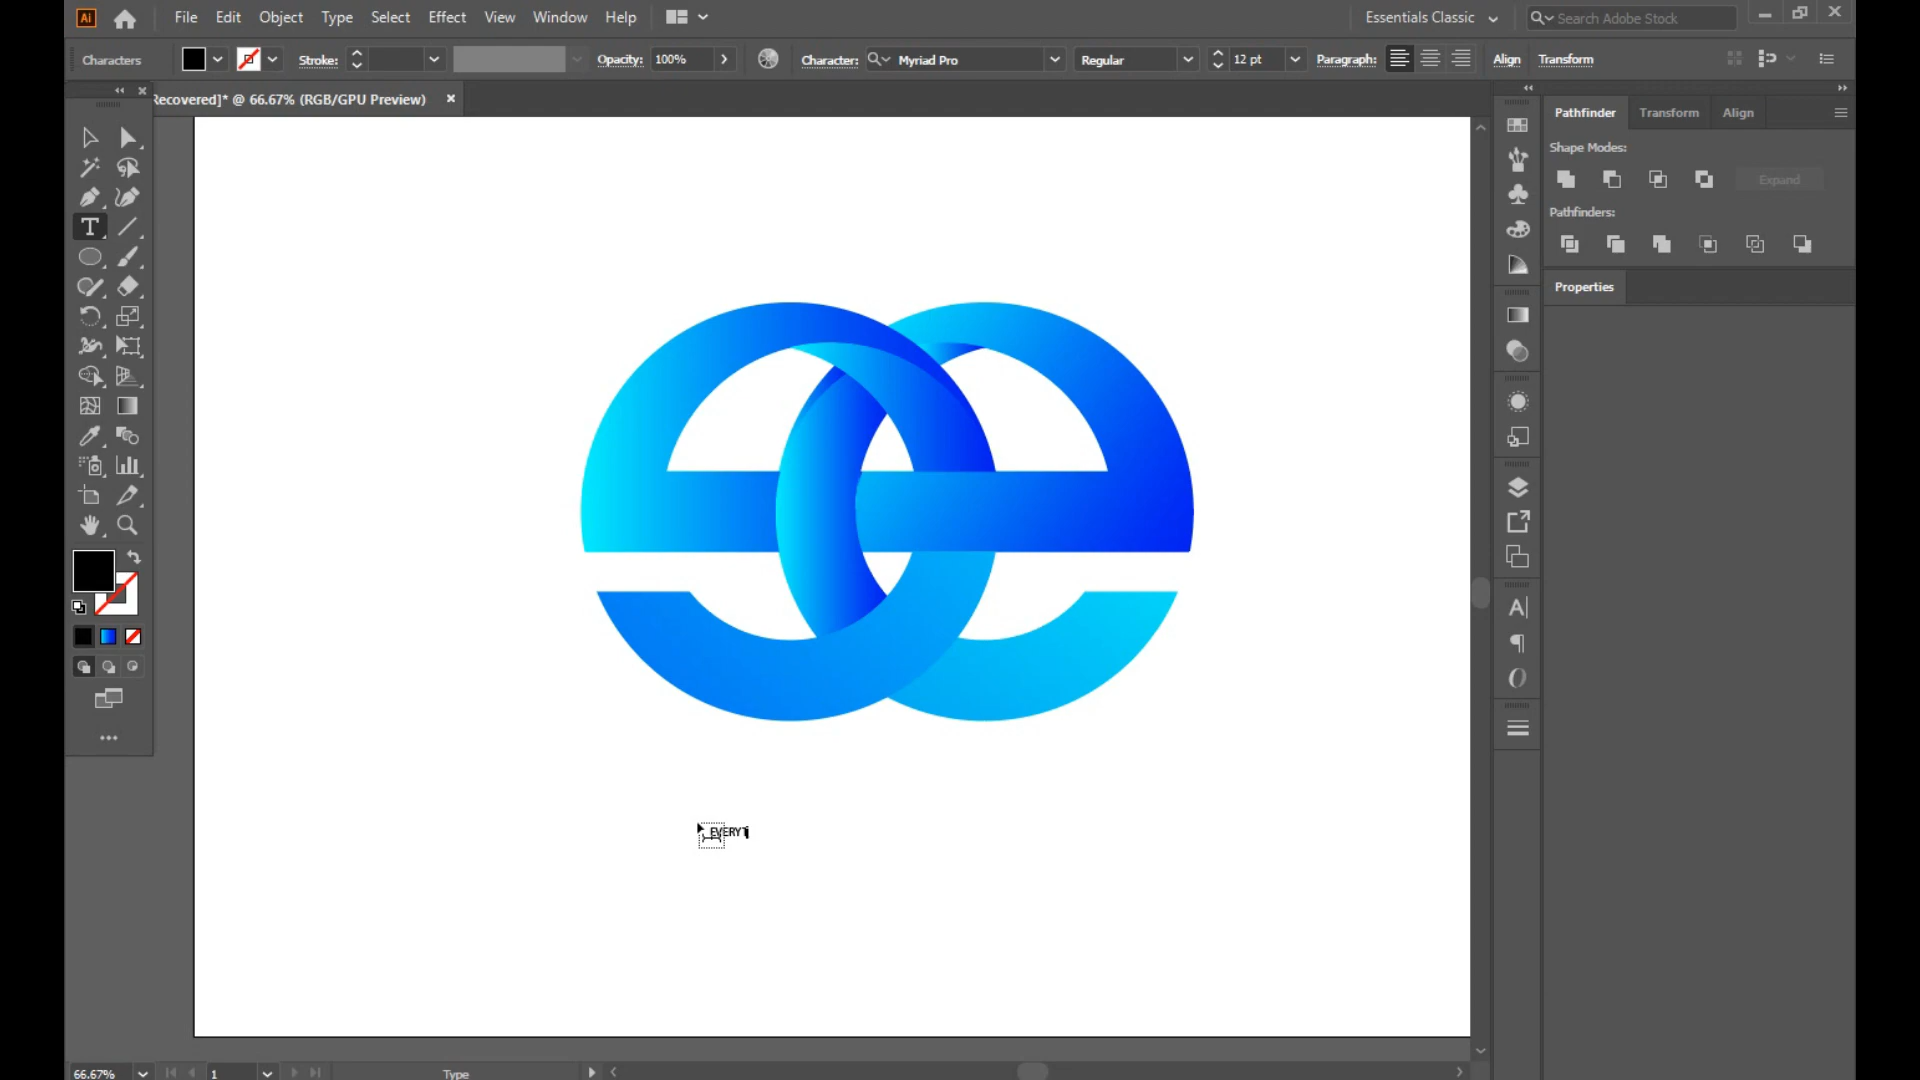 Ai File Edit Object Type Select Effect View Window Help Essentials Classic Search Adobe Stock
Characters Stroke: Opacity: 100% Character: Myriad Pro Regular 12 pt Paragraph: Align Transform
Recovered]* @ 66.67% (RGB/GPU Preview)
Pathfinder Transform Align
Shape Modes:
Expand
Pathfinders:
Properties
EVERYT
66.67% 1 Type